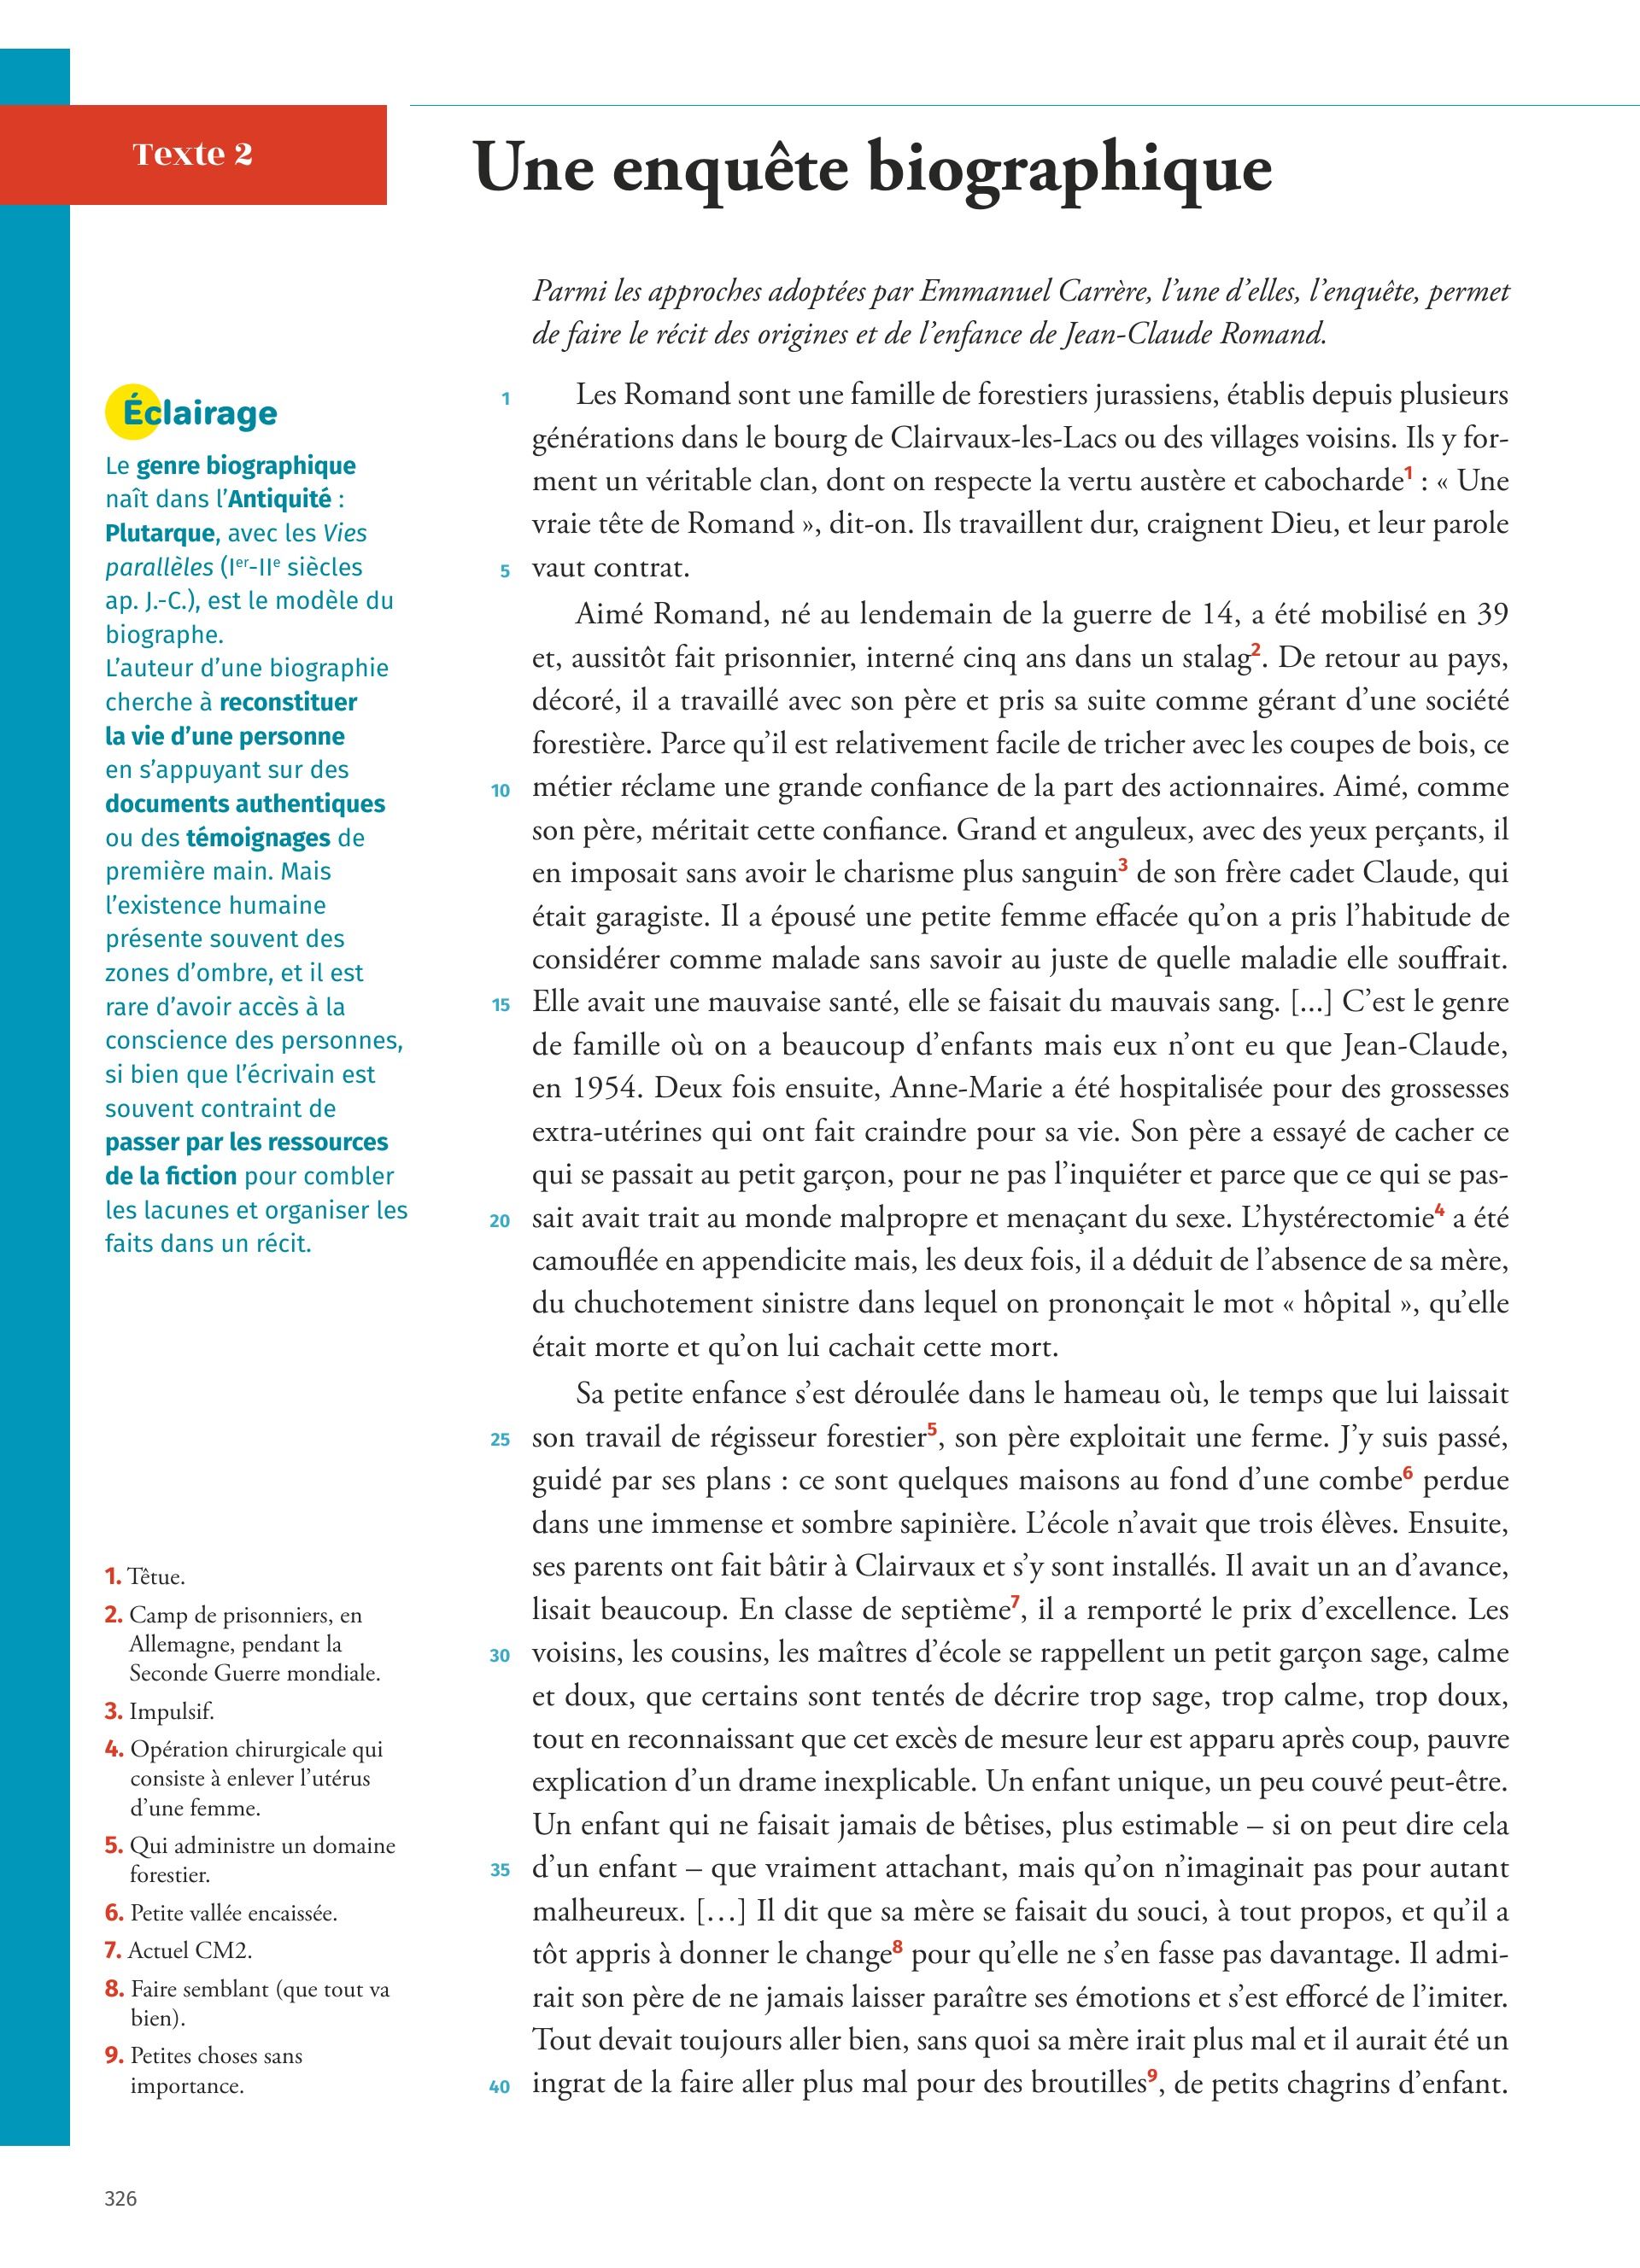 Texte 2
Une enquête biographique
Parmi les approches adoptées par Emmanuel Carrère, l'une d'elles, l'enquête, permet
de faire le récit des origines et de l'enfance de Jean-Claude Romand.
Éclairage
Le genre biographique
naît dans l'Antiquité :
Plutarque, avec les Vies
parallèles (Ier-IIe siècles
ap. J.-C.), est le modèle du
biographe.
L'auteur d'une biographie
cherche à reconstituer
la vie d'une personne
en s'appuyant sur des
documents authentiques
ou des témoignages de
première main. Mais
l'existence humaine
présente souvent des
zones d'ombre, et il est
rare d'avoir accès à la
conscience des personnes,
si bien que l'écrivain est
souvent contraint de
passer par les ressources
de la fiction pour combler
les lacunes et organiser les
faits dans un récit.
1 Les Romand sont une famille de forestiers jurassiens, établis depuis plusieurs
générations dans le bourg de Clairvaux-les-Lacs ou des villages voisins. Ils y for-
ment un véritable clan, dont on respecte la vertu austère et cabocharde1 : « Une
vraie tête de Romand », dit-on. Ils travaillent dur, craignent Dieu, et leur parole
5 vaut contrat.
Aimé Romand, né au lendemain de la guerre de 14, a été mobilisé en 39
et, aussitôt fait prisonnier, interné cinq ans dans un stalag2. De retour au pays,
décoré, il a travaillé avec son père et pris sa suite comme gérant d'une société
forestière. Parce qu'il est relativement facile de tricher avec les coupes de bois, ce
10 métier réclame une grande confiance de la part des actionnaires. Aimé, comme
son père, méritait cette confiance. Grand et anguleux, avec des yeux perçants, il
en imposait sans avoir le charisme plus sanguin3 de son frère cadet Claude, qui
était garagiste. Il a épousé une petite femme effacée qu'on a pris l'habitude de
considérer comme malade sans savoir au juste de quelle maladie elle souffrait.
15 Elle avait une mauvaise santé, elle se faisait du mauvais sang. [...] C'est le genre
de famille où on a beaucoup d'enfants mais eux n'ont eu que Jean-Claude,
en 1954. Deux fois ensuite, Anne-Marie a été hospitalisée pour des grossesses
extra-utérines qui ont fait craindre pour sa vie. Son père a essayé de cacher ce
qui se passait au petit garçon, pour ne pas l'inquiéter et parce que ce qui se pas-
20 sait avait trait au monde malpropre et menaçant du sexe. L'hystérectomie4 a été
camouflée en appendicite mais, les deux fois, il a déduit de l'absence de sa mère,
du chuchotement sinistre dans lequel on prononçait le mot « hôpital », qu'elle
était morte et qu'on lui cachait cette mort.
Sa petite enfance s'est déroulée dans le hameau où, le temps que lui laissait
25 son travail de régisseur forestier5, son père exploitait une ferme. J'y suis passé,
guidé par ses plans : ce sont quelques maisons au fond d'une combe6 perdue
dans une immense et sombre sapinière. L'école n'avait que trois élèves. Ensuite,
ses parents ont fait bâtir à Clairvaux et s'y sont installés. Il avait un an d'avance,
lisait beaucoup. En classe de septième7, il a remporté le prix d'excellence. Les
30 voisins, les cousins, les maîtres d'école se rappellent un petit garçon sage, calme
et doux, que certains sont tentés de décrire trop sage, trop calme, trop doux,
tout en reconnaissant que cet excès de mesure leur est apparu après coup, pauvre
explication d'un drame inexplicable. Un enfant unique, un peu couvé peut-être.
Un enfant qui ne faisait jamais de bêtises, plus estimable – si on peut dire cela
35 d'un enfant – que vraiment attachant, mais qu'on n'imaginait pas pour autant
malheureux. [...] Il dit que sa mère se faisait du souci, à tout propos, et qu'il a
tôt appris à donner le change8 pour qu'elle ne s'en fasse pas davantage. Il admi-
rait son père de ne jamais laisser paraître ses émotions et s'est efforcé de l'imiter.
Tout devait toujours aller bien, sans quoi sa mère irait plus mal et il aurait été un
40 ingrat de la faire aller plus mal pour des broutilles9, de petits chagrins d'enfant.
1. Têtue.
2. Camp de prisonniers, en
Allemagne, pendant la
Seconde Guerre mondiale.
3. Impulsif.
4. Opération chirurgicale qui
consiste à enlever l'utérus
d'une femme.
5. Qui administre un domaine
forestier.
6. Petite vallée encaissée.
7. Actuel CM2.
8. Faire semblant (que tout va
bien).
9. Petites choses sans
importance.
326